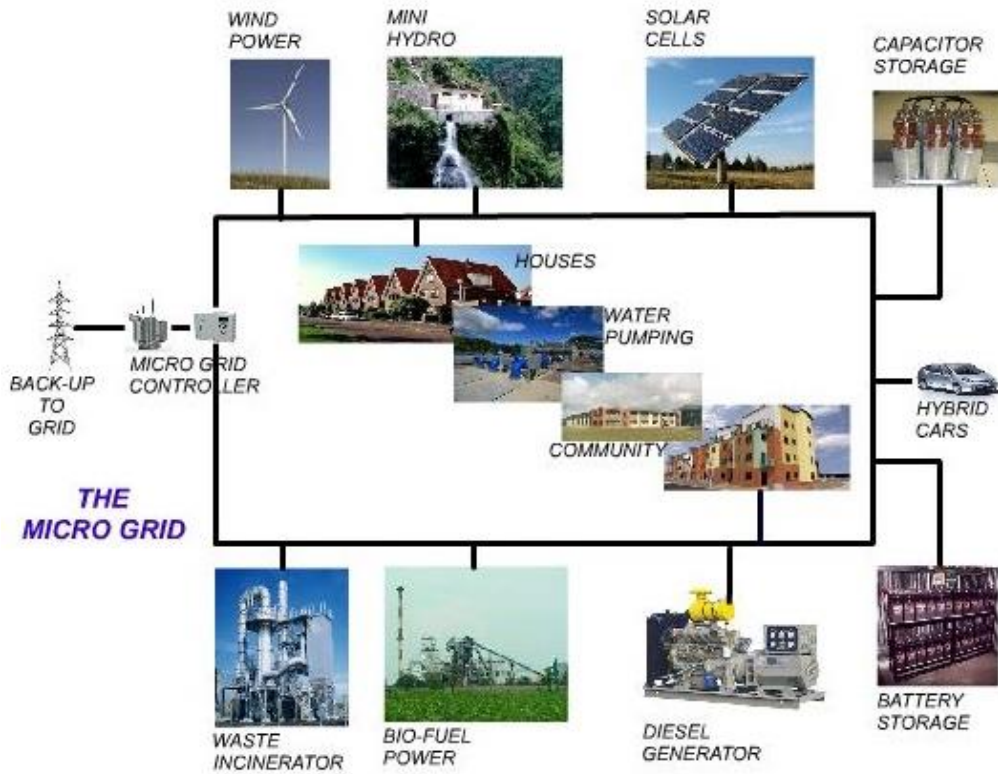 WIND
POWER
MINI
HYDRO
SOLAR
CELLS
CAPACITOR
STORAGE
HOUSES
WATER
PUMPING
COMMUNITY
BACK-UP
TO
GRID
MICRO GRID
CONTROLLER
HYBRID
CARS
THE
MICRO GRID
WASTE
INCINERATOR
BIO-FUEL
POWER
DIESEL
GENERATOR
BATTERY
STORAGE